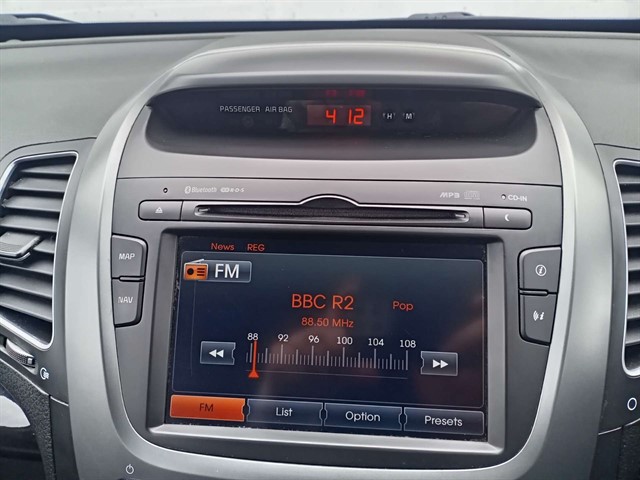 PASSENGER AIR BAG
4 12
H M
Bluetooth
MP3
CD-IN
MAP
NAV
News REG
FM
BBC R2 Pop
88.50 MHz
88 92 96 100 104 108
FM List Option Presets